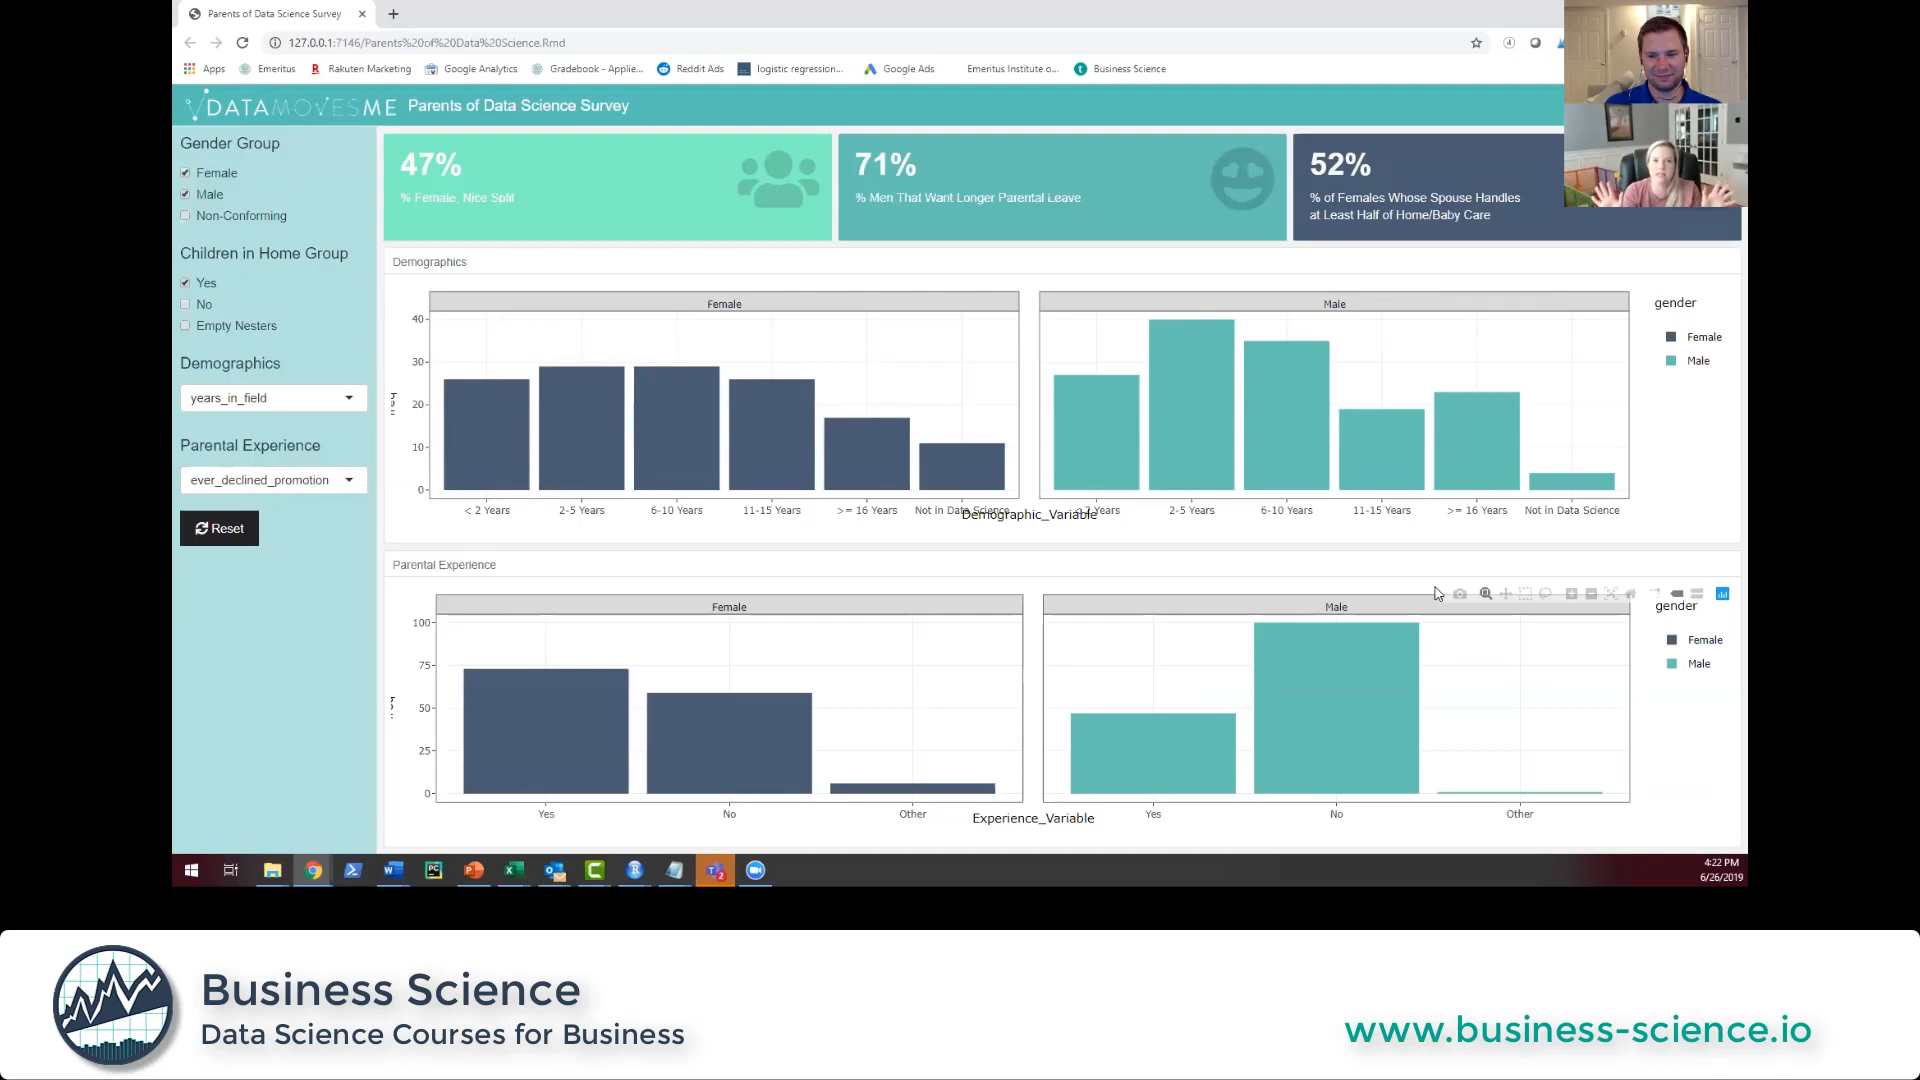 Parents of Data Science Survey
127.0.0.1:7146/Parents%20of%20Data%20Science.Rmd
Apps
Emeritus
Rakuten Marketing
Google Analytics
Gradebook - Applie...
Reddit Ads
logistic regression...
Google Ads
Emeritus Institute o...
Business Science
DATAMOVESME
Parents of Data Science Survey
Gender Group
Female
Male
Non-Conforming
Children in Home Group
Yes
No
Empty Nesters
Demographics
years_in_field
Parental Experience
ever_declined_promotion
Reset
47%
% Female, Nice Split
71%
% Men That Want Longer Parental Leave
52%
% of Females Whose Spouse Handles
at Least Half of Home/Baby Care
Demographics
Female
Male
40
30
20
10
0
< 2 Years
2-5 Years
6-10 Years
11-15 Years
>= 16 Years
Not in Data Science
< 2 Years
2-5 Years
6-10 Years
11-15 Years
>= 16 Years
Not in Data Science
Demographic_Variable
gender
Female
Male
Parental Experience
Female
Male
100
75
50
25
0
Yes
No
Other
Yes
No
Other
Experience_Variable
gender
Female
Male
4:22 PM
6/26/2019
Business Science
Data Science Courses for Business
www.business-science.io